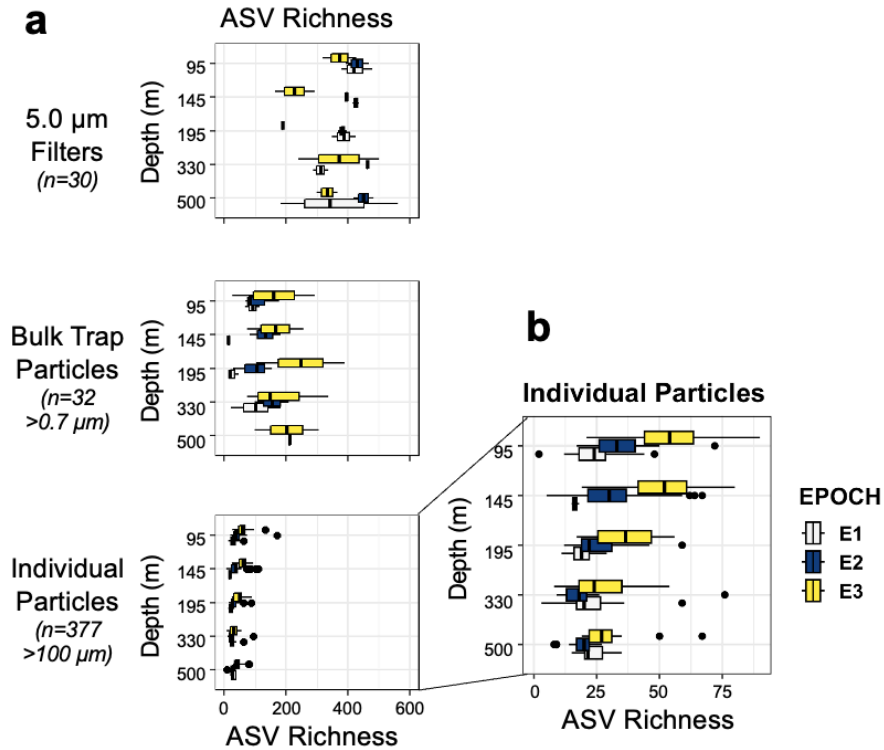 a
ASV Richness
5.0 µm
Filters
(n=30)
Depth (m)
95
145
195
330
500
Bulk Trap
Particles
(n=32
>0.7 µm)
Depth (m)
95
145
195
330
500
Individual
Particles
(n=377
>100 µm)
Depth (m)
95
145
195
330
500
0 200 400 600
ASV Richness
b
Individual Particles
Depth (m)
95
145
195
330
500
0 25 50 75
ASV Richness
EPOCH
E1
E2
E3